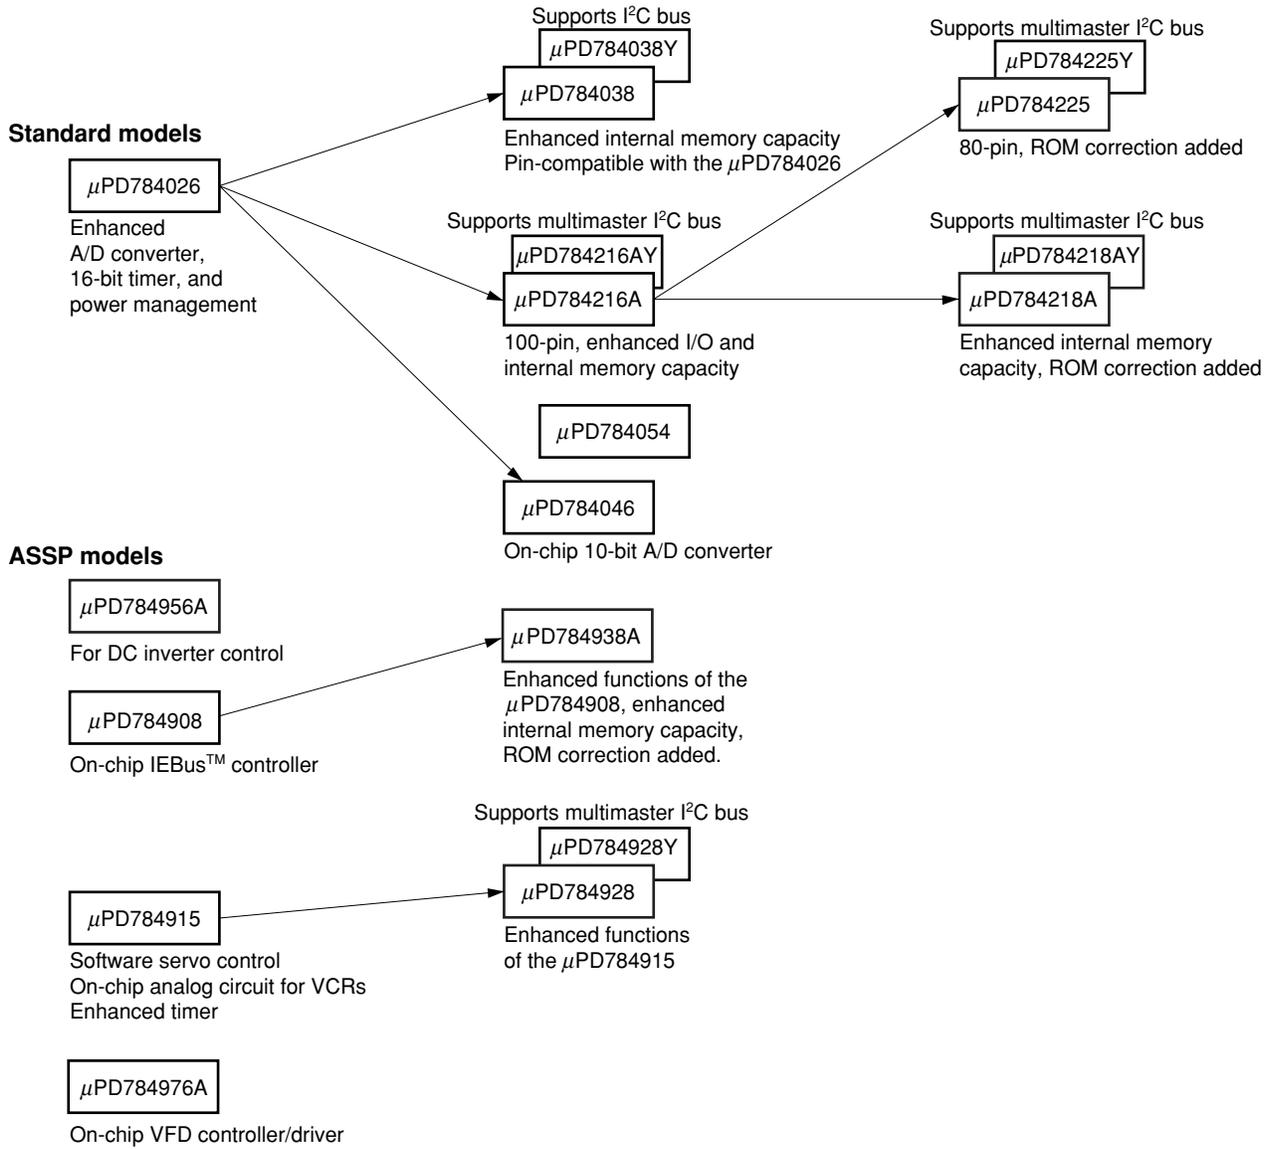 Supports I²C bus
μPD784038Y
μPD784038
Enhanced internal memory capacity
Pin-compatible with the μPD784026
Supports multimaster I²C bus
μPD784225Y
μPD784225
80-pin, ROM correction added
Standard models
μPD784026
Enhanced
A/D converter,
16-bit timer, and
power management
Supports multimaster I²C bus
μPD784216AY
μPD784216A
100-pin, enhanced I/O and
internal memory capacity
Supports multimaster I²C bus
μPD784218AY
μPD784218A
Enhanced internal memory
capacity, ROM correction added
μPD784054
μPD784046
On-chip 10-bit A/D converter
ASSP models
μPD784956A
For DC inverter control
μPD784908
On-chip IEBus™ controller
μPD784938A
Enhanced functions of the
μPD784908, enhanced
internal memory capacity,
ROM correction added.
Supports multimaster I²C bus
μPD784928Y
μPD784928
Enhanced functions
of the μPD784915
μPD784915
Software servo control
On-chip analog circuit for VCRs
Enhanced timer
μPD784976A
On-chip VFD controller/driver